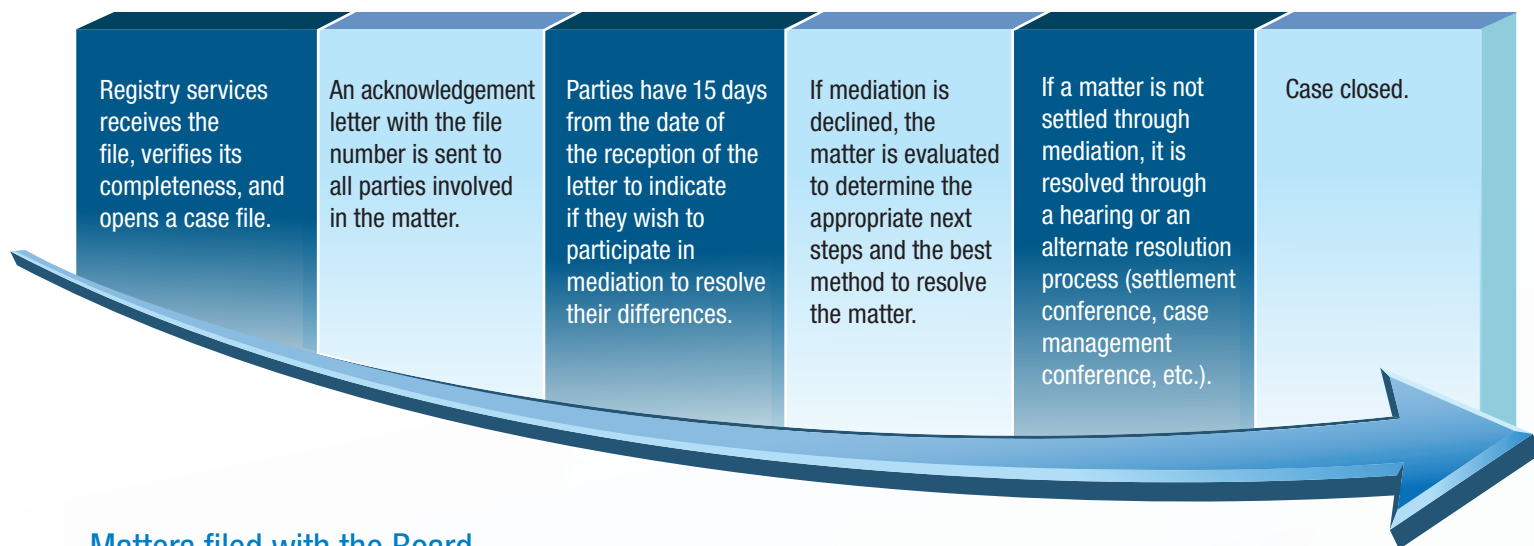 Registry services
receives the
file, verifies its
completeness, and
opens a case file.
An acknowledgement
letter with the file
number is sent to
all parties involved
in the matter.
Parties have 15 days
from the date of
the reception of the
letter to indicate
if they wish to
participate in
mediation to resolve
their differences.
If mediation is
declined, the
matter is evaluated
to determine the
appropriate next
steps and the best
method to resolve
the matter.
If a matter is not
settled through
mediation, it is
resolved through
a hearing or an
alternate resolution
process (settlement
conference, case
management
conference, etc.).
Case closed.
Matters filed with the Board